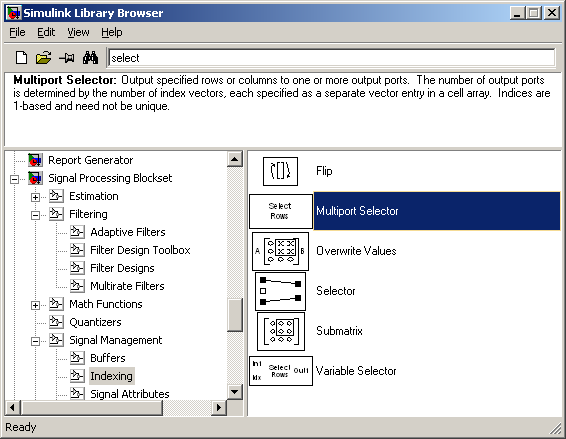 Simulink Library Browser
File Edit View Help
select
Multiport Selector: Output specified rows or columns to one or more output ports. The number of output ports
is determined by the number of index vectors, each specified as a separate vector entry in a cell array. Indices are
1-based and need not be unique.
Report Generator
Signal Processing Blockset
Estimation
Filtering
Adaptive Filters
Filter Design Toolbox
Filter Designs
Multirate Filters
Math Functions
Quantizers
Signal Management
Buffers
Indexing
Signal Attributes
Flip
Select
Rows
Multiport Selector
A B
Overwrite Values
Selector
Submatrix
In1
Idx
Select
Rows
Out1
Variable Selector
Ready